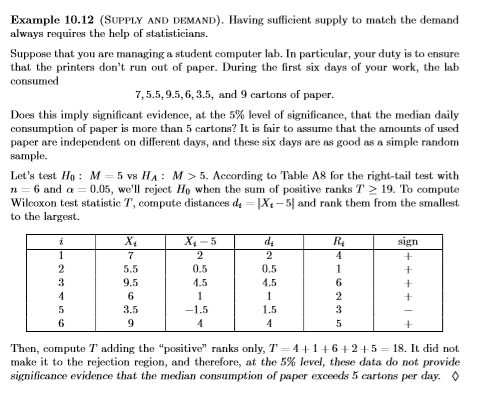 Example 10.12 (Supply and demand). Having sufficient supply to match the demand
always requires the help of statisticians.
Suppose that you are managing a student computer lab. In particular, your duty is to ensure
that the printers don't run out of paper. During the first six days of your work, the lab
consumed
7, 5.5, 9.5, 6, 3.5, and 9 cartons of paper.
Does this imply significant evidence, at the 5% level of significance, that the median daily
consumption of paper is more than 5 cartons? It is fair to assume that the amounts of used
paper are independent on different days, and these six days are as good as a simple random
sample.
Let's test H₀ : M = 5 vs H_A : M > 5. According to Table A8 for the right-tail test with
n = 6 and α = 0.05, we'll reject H₀ when the sum of positive ranks T ≥ 19. To compute
Wilcoxon test statistic T, compute distances dᵢ = |Xᵢ − 5| and rank them from the smallest
to the largest.
i Xᵢ Xᵢ − 5 dᵢ Rᵢ sign
1 7 2 2 4 +
2 5.5 0.5 0.5 1 +
3 9.5 4.5 4.5 6 +
4 6 1 1 2 +
5 3.5 −1.5 1.5 3 −
6 9 4 4 5 +
Then, compute T adding the "positive" ranks only, T = 4 + 1 + 6 + 2 + 5 = 18. It did not
make it to the rejection region, and therefore, at the 5% level, these data do not provide
significance evidence that the median consumption of paper exceeds 5 cartons per day. ◊